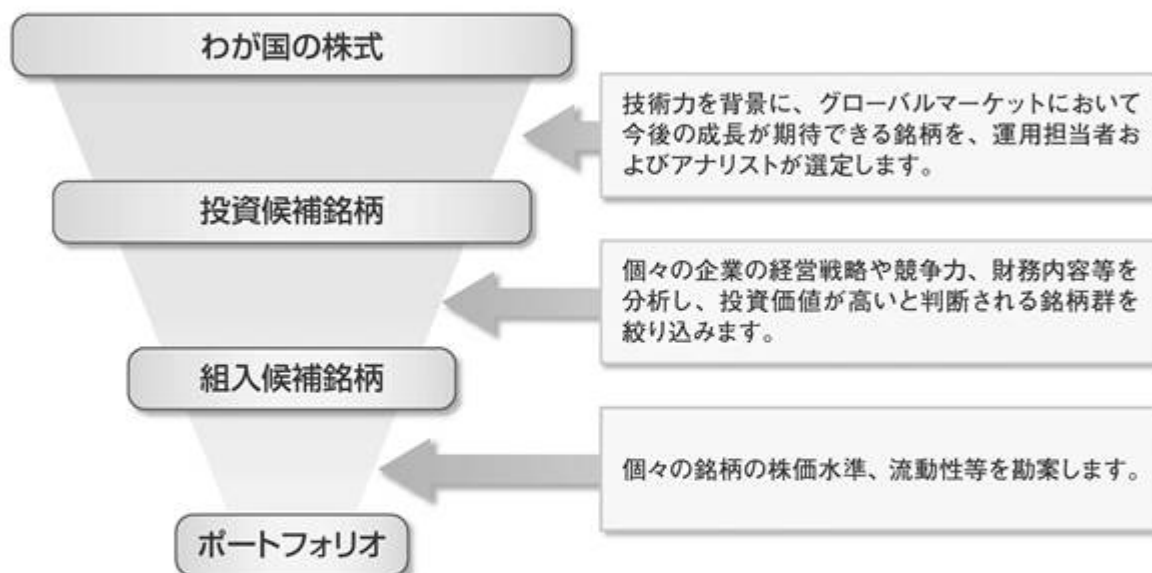 わが国の株式
技術力を背景に、グローバルマーケットにおいて
今後の成長が期待できる銘柄を、運用担当者お
よびアナリストが選定します。
投資候補銘柄
個々の企業の経営戦略や競争力、財務内容等を
分析し、投資価値が高いと判断される銘柄群を
絞り込みます。
組入候補銘柄
個々の銘柄の株価水準、流動性等を勘案します。
ポートフォリオ